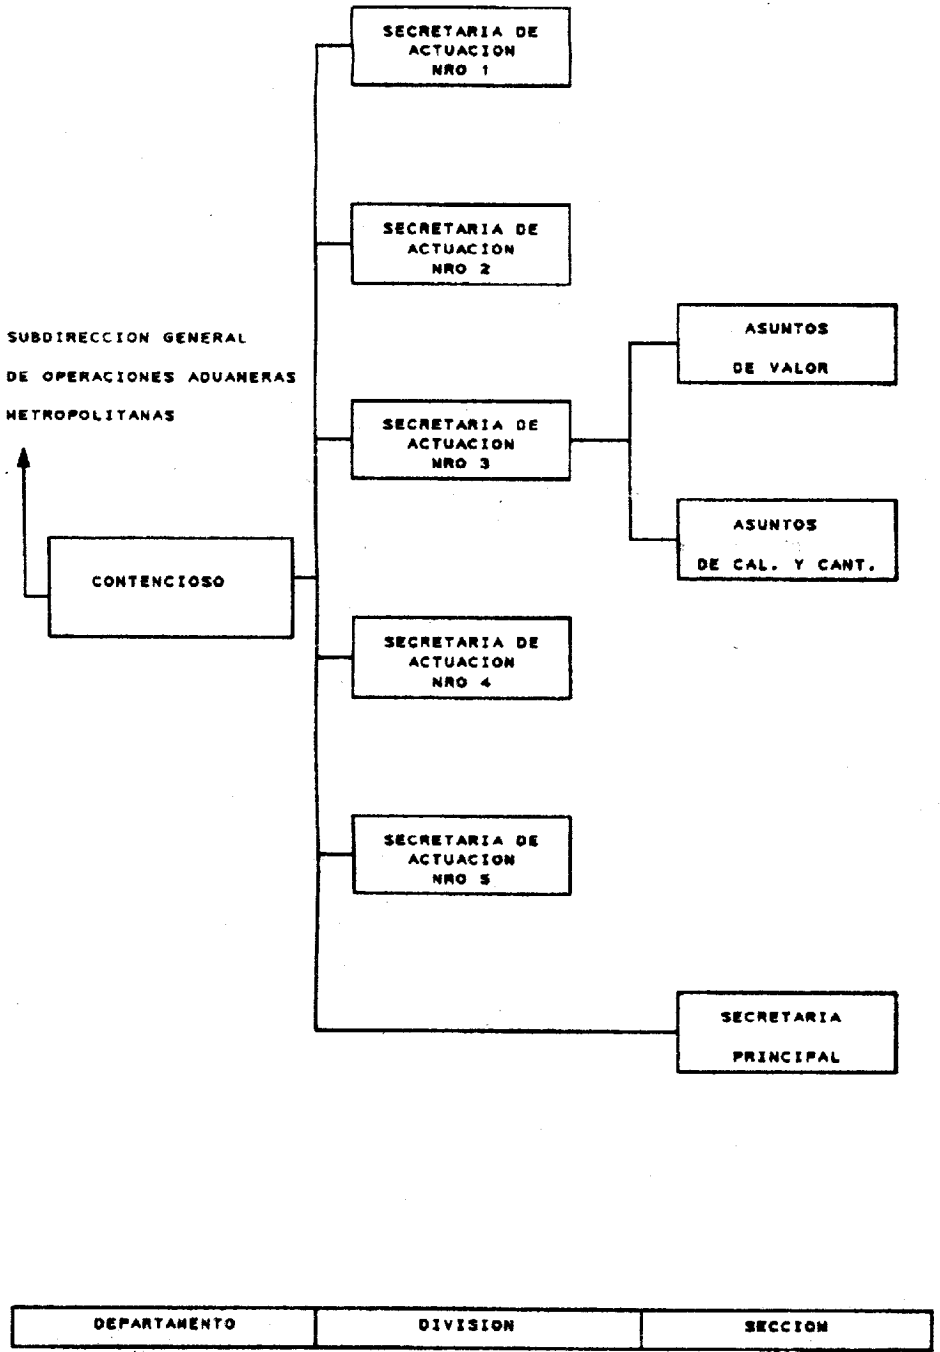 SECRETARIA DE
ACTUACION
NRO 1
SECRETARIA DE
ACTUACION
NRO 2
SUBDIRECCION GENERAL
DE OPERACIONES ADUANERAS
METROPOLITANAS
SECRETARIA DE
ACTUACION
NRO 3
ASUNTOS
DE VALOR
ASUNTOS
DE CAL. Y CANT.
CONTENCIOSO
SECRETARIA DE
ACTUACION
NRO 4
SECRETARIA DE
ACTUACION
NRO 5
SECRETARIA
PRINCIPAL
DEPARTAMENTO
DIVISION
SECCION